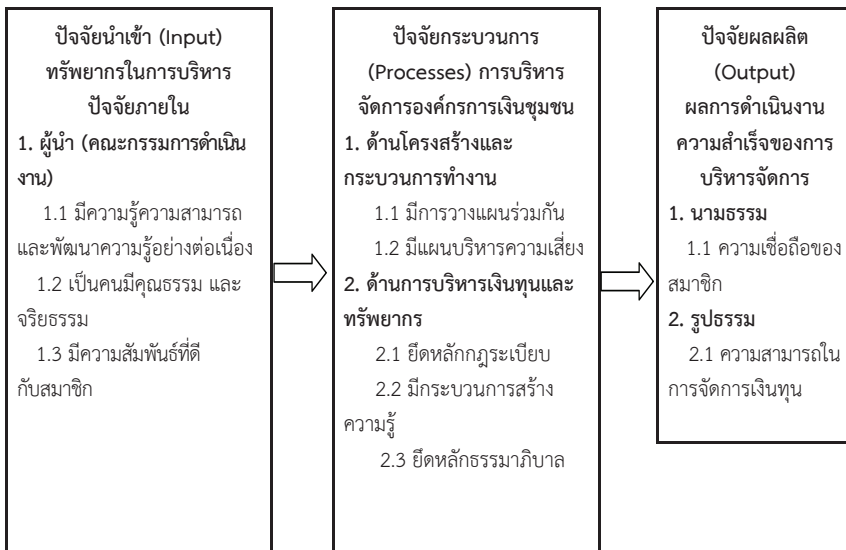 ปัจจัยนำเข้า (Input)
ทรัพยากรในการบริหาร
ปัจจัยภายใน
1. ผู้นำ (คณะกรรมการดำเนิน
งาน)
1.1 มีความรู้ความสามารถ
และพัฒนาความรู้อย่างต่อเนื่อง
1.2 เป็นคนมีคุณธรรม และ
จริยธรรม
1.3 มีความสัมพันธ์ที่ดี
กับสมาชิก
ปัจจัยกระบวนการ
(Processes) การบริหาร
จัดการองค์กรการเงินชุมชน
1. ด้านโครงสร้างและ
กระบวนการทำงาน
1.1 มีการวางแผนร่วมกัน
1.2 มีแผนบริหารความเสี่ยง
2. ด้านการบริหารเงินทุนและ
ทรัพยากร
2.1 ยึดหลักกฎระเบียบ
2.2 มีกระบวนการสร้าง
ความรู้
2.3 ยึดหลักธรรมาภิบาล
ปัจจัยผลผลิต
(Output)
ผลการดำเนินงาน
ความสำเร็จของการ
บริหารจัดการ
1. นามธรรม
1.1 ความเชื่อถือของ
สมาชิก
2. รูปธรรม
2.1 ความสามารถใน
การจัดการเงินทุน